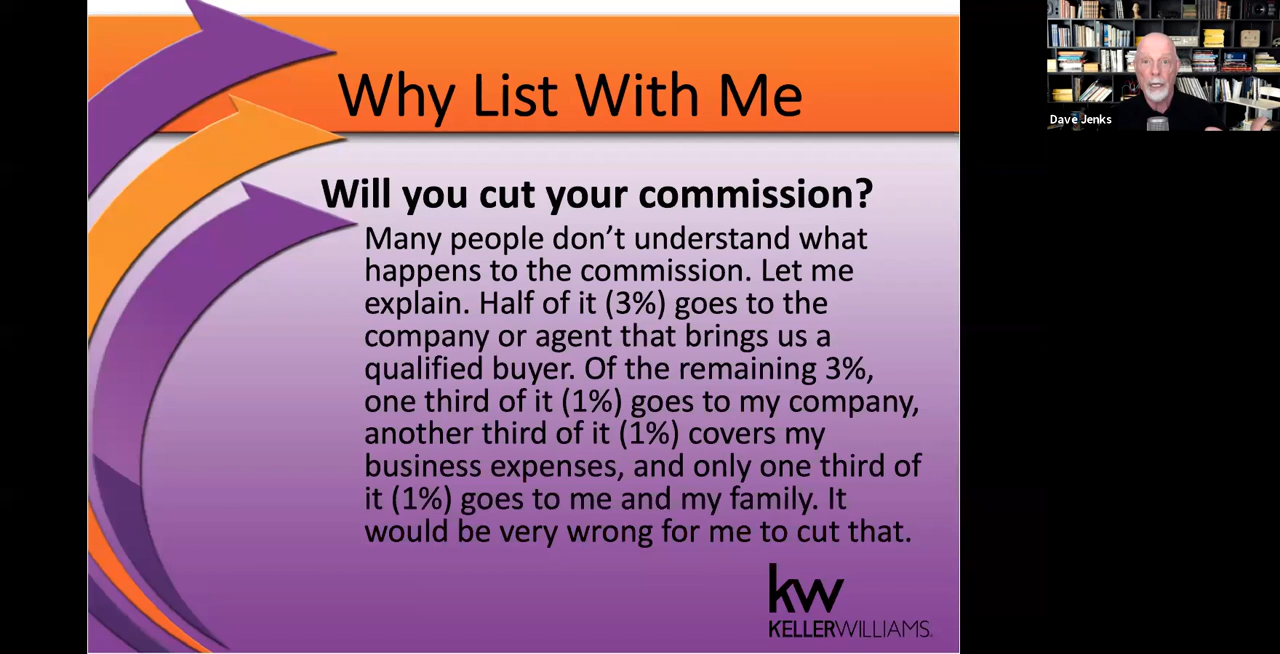 Why List With Me
Will you cut your commission?
Many people don’t understand what
happens to the commission. Let me
explain. Half of it (3%) goes to the
company or agent that brings us a
qualified buyer. Of the remaining 3%,
one third of it (1%) goes to my company,
another third of it (1%) covers my
business expenses, and only one third of
it (1%) goes to me and my family. It
would be very wrong for me to cut that.
kw
KELLERWILLIAMS.
Dave Jenks